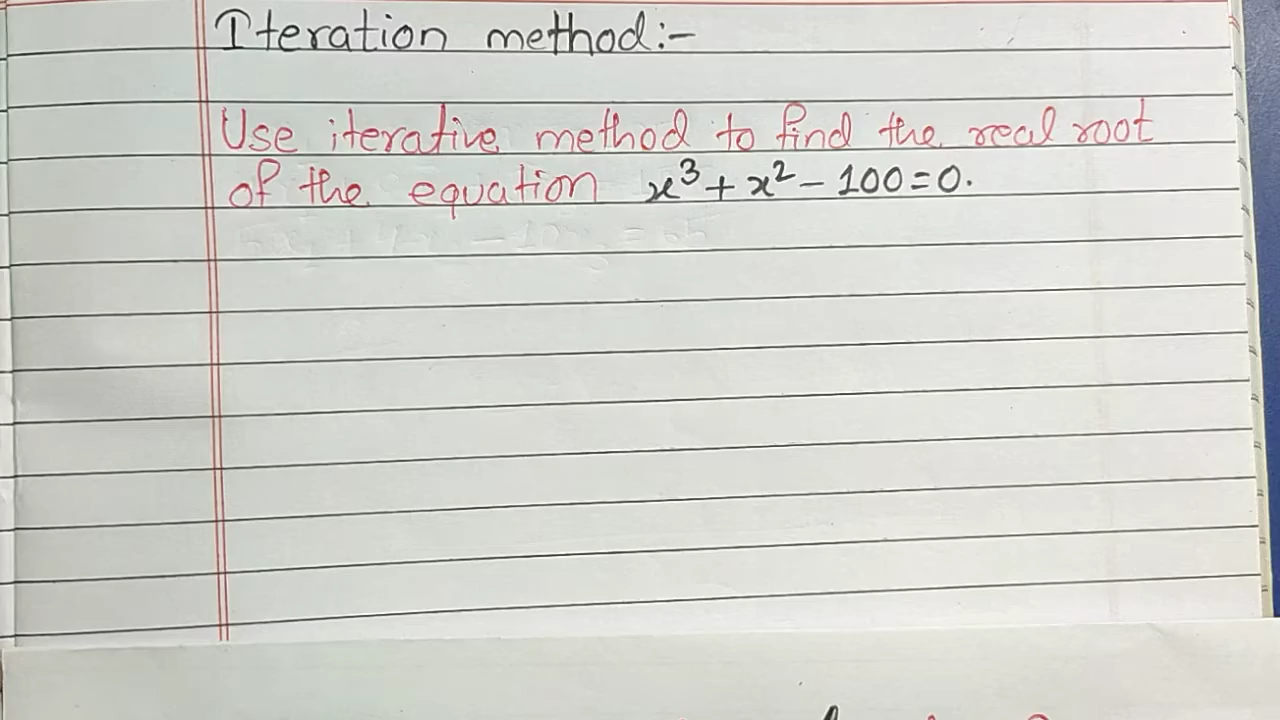 Iteration method:-
Use iterative method to find the real root
of the equation x³ + x² - 100 = 0.